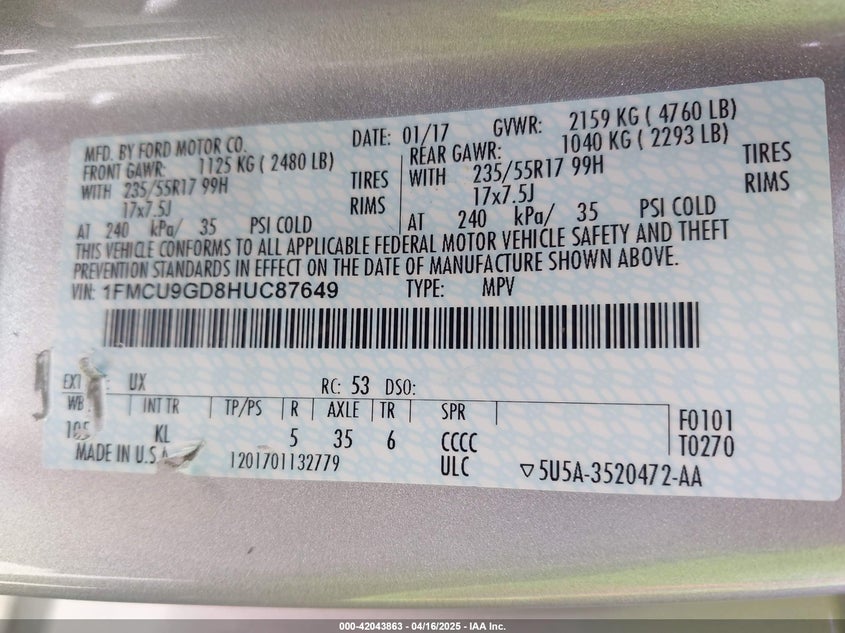 MFD. BY FORD MOTOR CO. DATE: 01/17 GVWR: 2159 KG ( 4760 LB)
FRONT GAWR: 1125 KG ( 2480 LB) REAR GAWR: 1040 KG ( 2293 LB)
WITH 235/55R17 99H TIRES WITH 235/55R17 99H TIRES
17x7.5J RIMS 17x7.5J RIMS
AT 240 kPa/ 35 PSI COLD AT 240 kPa/ 35 PSI COLD
THIS VEHICLE CONFORMS TO ALL APPLICABLE FEDERAL MOTOR VEHICLE SAFETY AND THEFT
PREVENTION STANDARDS IN EFFECT ON THE DATE OF MANUFACTURE SHOWN ABOVE.
VIN: 1FMCU9GD8HUC87649 TYPE: MPV
EXT UX RC: 53 DSO:
WB INT TR TP/PS R AXLE TR SPR F0101
105 KL 5 35 6 CCCC T0270
MADE IN U.S.A 1201701132779 ULC ▽5U5A-3520472-AA
000-42043863 - 04/16/2025 - IAA Inc.